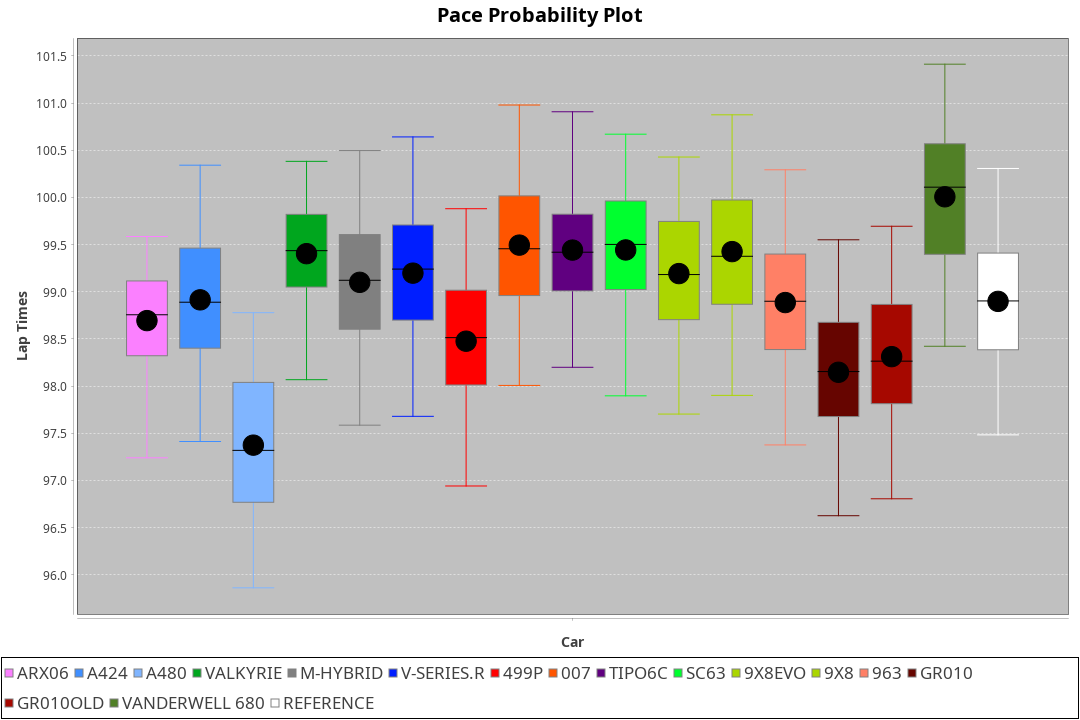 Pace Probability Plot
101.5
101.0
100.5
100.0
99.5
99.0
98.5
98.0
97.5
97.0
96.5
96.0
Lap Times
Car
ARX06 A424 A480 VALKYRIE M-HYBRID V-SERIES.R 499P 007 TIPO6C SC63 9X8EVO 9X8 963 GR010
GR010OLD VANDERWELL 680 REFERENCE